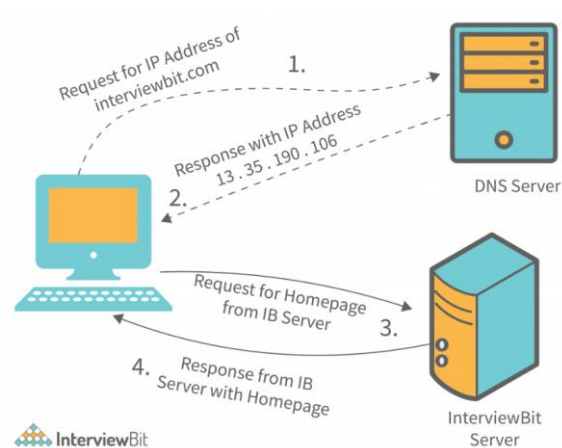 Request for IP Address of
interviewbit.com
1.
Response with IP Address
13 . 35 . 190 . 106
2.
DNS Server
Request for Homepage
from IB Server
3.
4.
Response from IB
Server with Homepage
InterviewBit
Server
InterviewBit